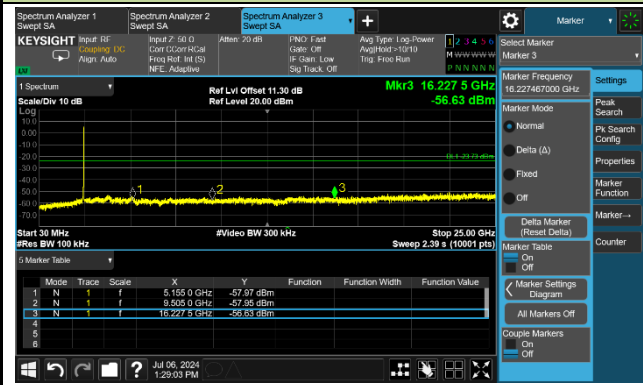 Spectrum Analyzer 1
Swept SA
Spectrum Analyzer 2
Swept SA
Spectrum Analyzer 3
Swept SA
Marker
KEYSIGHT
Input: RF
Coupling: DC
Align: Auto
Input Z: 50 Ω
Corr CCorr RCal
Freq Ref: Int (S)
NFE: Adaptive
Atten: 20 dB
PNO: Fast
Gate: Off
IF Gain: Low
Sig Track: Off
Avg Type: Log-Power
Avg|Hold:>10/10
Trig: Free Run
1 2 3 4 5 6
M W W W W W
P N N N N N
LU
Select Marker
Marker 3
1 Spectrum
Scale/Div 10 dB
Ref Lvl Offset 11.30 dB
Ref Level 20.00 dBm
Mkr3 16.227 5 GHz
-56.63 dBm
Log
10.0
0.00
-10.0
-20.0
-30.0
-40.0
-50.0
-60.0
-70.0
DL1 -23.73 dBm
1
2
3
Start 30 MHz
#Res BW 100 kHz
#Video BW 300 kHz
Stop 25.00 GHz
Sweep 2.39 s (10001 pts)
5 Marker Table
Mode Trace Scale X Y Function Function Width Function Value
1 N 1 f 5.155 0 GHz -57.97 dBm
2 N 1 f 9.505 0 GHz -57.95 dBm
3 N 1 f 16.227 5 GHz -56.63 dBm
4
5
6
Marker Frequency
16.227467000 GHz
Marker Mode
Normal
Delta (Δ)
Fixed
Off
Delta Marker
(Reset Delta)
Marker Table
On
Off
Marker Settings
Diagram
All Markers Off
Couple Markers
On
Off
Settings
Peak
Search
Pk Search
Config
Properties
Marker
Function
Marker→
Counter
Jul 06, 2024
1:29:03 PM